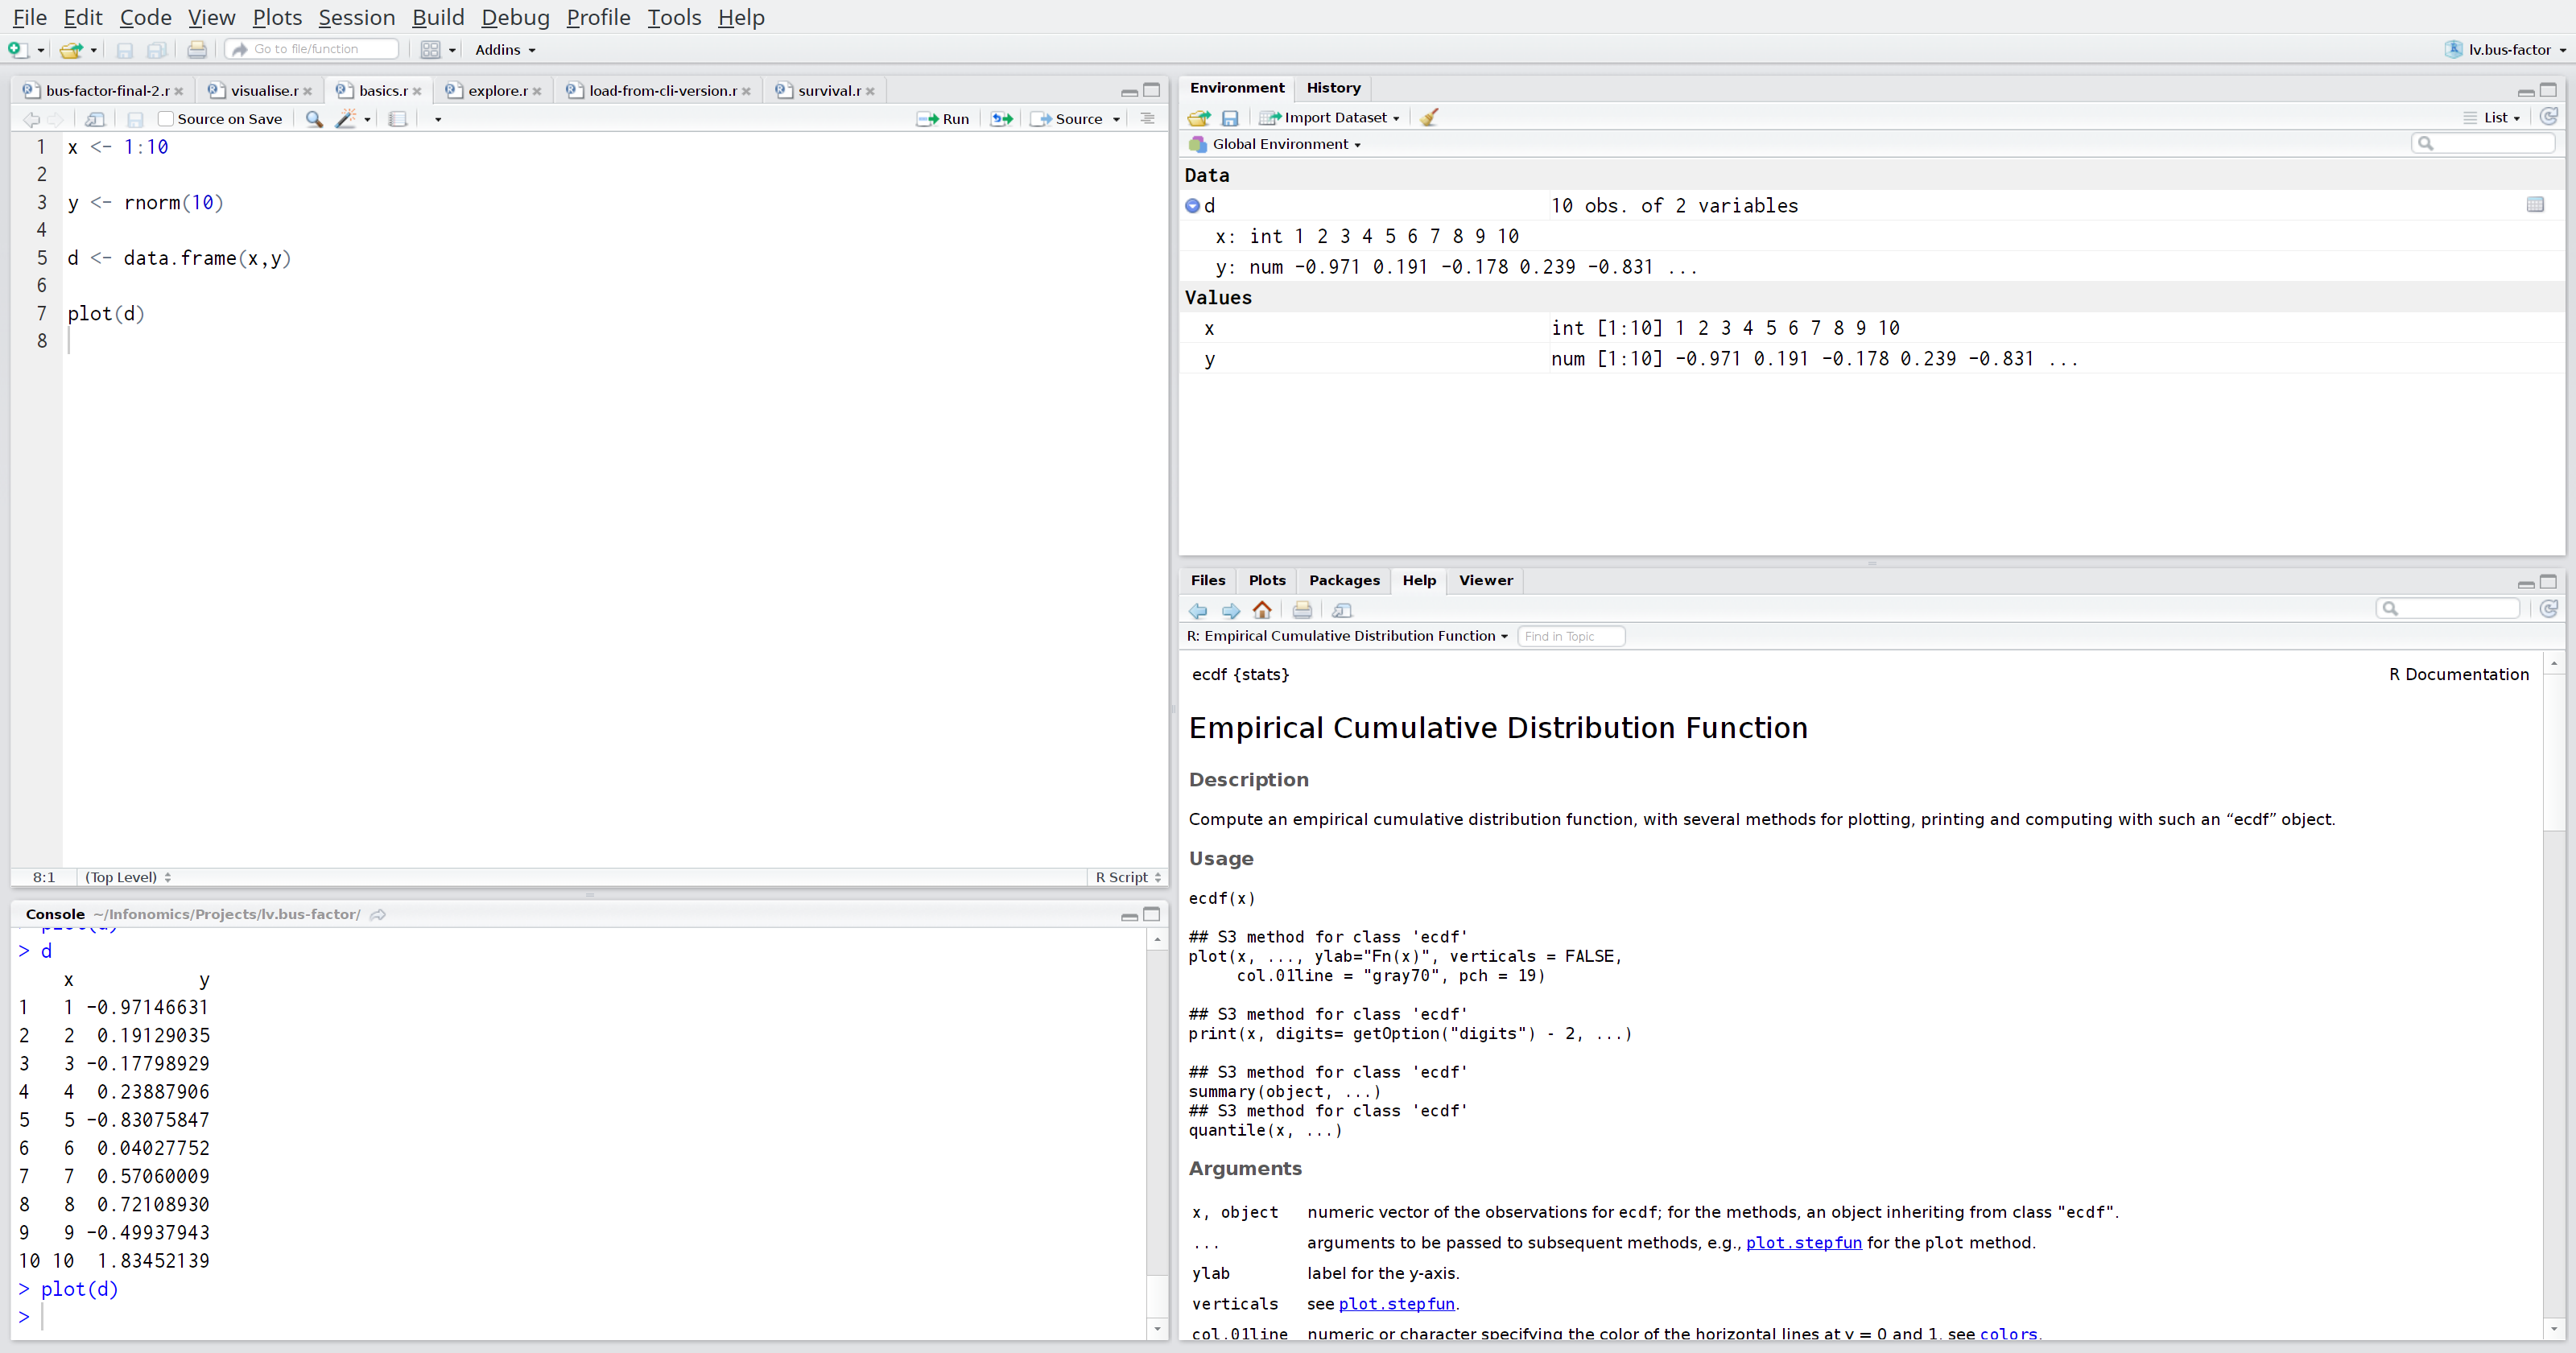 File Edit Code View Plots Session Build Debug Profile Tools Help
Go to file/function Addins lv.bus-factor
bus-factor-final-2.r visualise.r basics.r explore.r load-from-cli-version.r survival.r
Source on Save Run Source
1 x <- 1:10
2
3 y <- rnorm(10)
4
5 d <- data.frame(x,y)
6
7 plot(d)
8
8:1 (Top Level) R Script
Console ~/Infonomics/Projects/lv.bus-factor/
> plot(d)
> d
x y
1 1 -0.97146631
2 2 0.19129035
3 3 -0.17798929
4 4 0.23887906
5 5 -0.83075847
6 6 0.04027752
7 7 0.57060009
8 8 0.72108930
9 9 -0.49937943
10 10 1.83452139
> plot(d)
>
Environment History
Import Dataset List
Global Environment
Data
d 10 obs. of 2 variables
x: int 1 2 3 4 5 6 7 8 9 10
y: num -0.971 0.191 -0.178 0.239 -0.831 ...
Values
x int [1:10] 1 2 3 4 5 6 7 8 9 10
y num [1:10] -0.971 0.191 -0.178 0.239 -0.831 ...
Files Plots Packages Help Viewer
R: Empirical Cumulative Distribution Function Find in Topic
ecdf {stats} R Documentation
Empirical Cumulative Distribution Function
Description
Compute an empirical cumulative distribution function, with several methods for plotting, printing and computing with such an “ecdf” object.
Usage
ecdf(x)
## S3 method for class 'ecdf'
plot(x, ..., ylab="Fn(x)", verticals = FALSE,
col.01line = "gray70", pch = 19)
## S3 method for class 'ecdf'
print(x, digits= getOption("digits") - 2, ...)
## S3 method for class 'ecdf'
summary(object, ...)
## S3 method for class 'ecdf'
quantile(x, ...)
Arguments
x, object numeric vector of the observations for ecdf; for the methods, an object inheriting from class "ecdf".
... arguments to be passed to subsequent methods, e.g., plot.stepfun for the plot method.
ylab label for the y-axis.
verticals see plot.stepfun.
col.01line numeric or character specifying the color of the horizontal lines at y = 0 and 1, see colors.